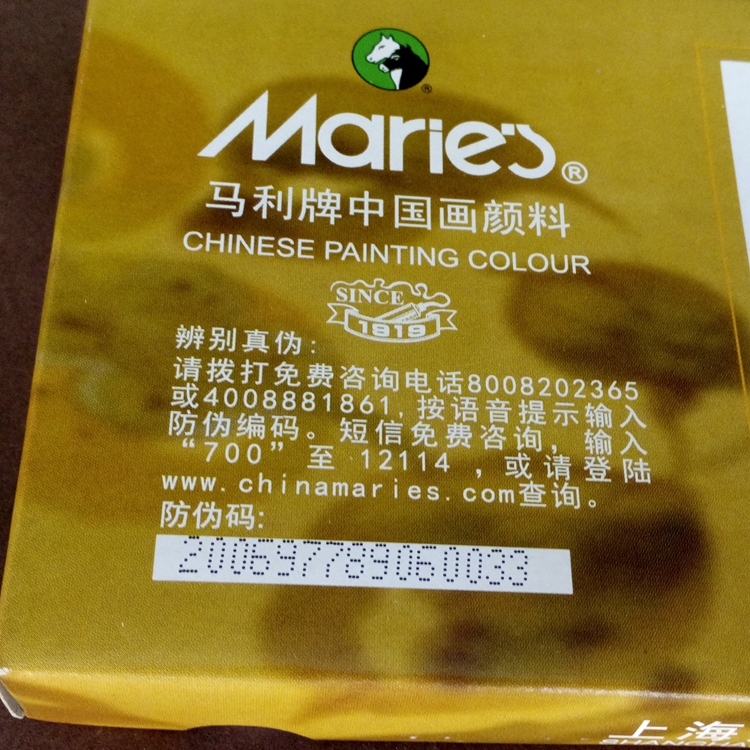 Marie's®
马利牌中国画颜料
CHINESE PAINTING COLOUR
SINCE
1919
辨别真伪:
请拨打免费咨询电话8008202365
或4008881861,按语音提示输入
防伪编码。短信免费咨询,输入
“700”至 12114 ,或请登陆
www.chinamaries.com查询。
防伪码:
200697789060033
上海